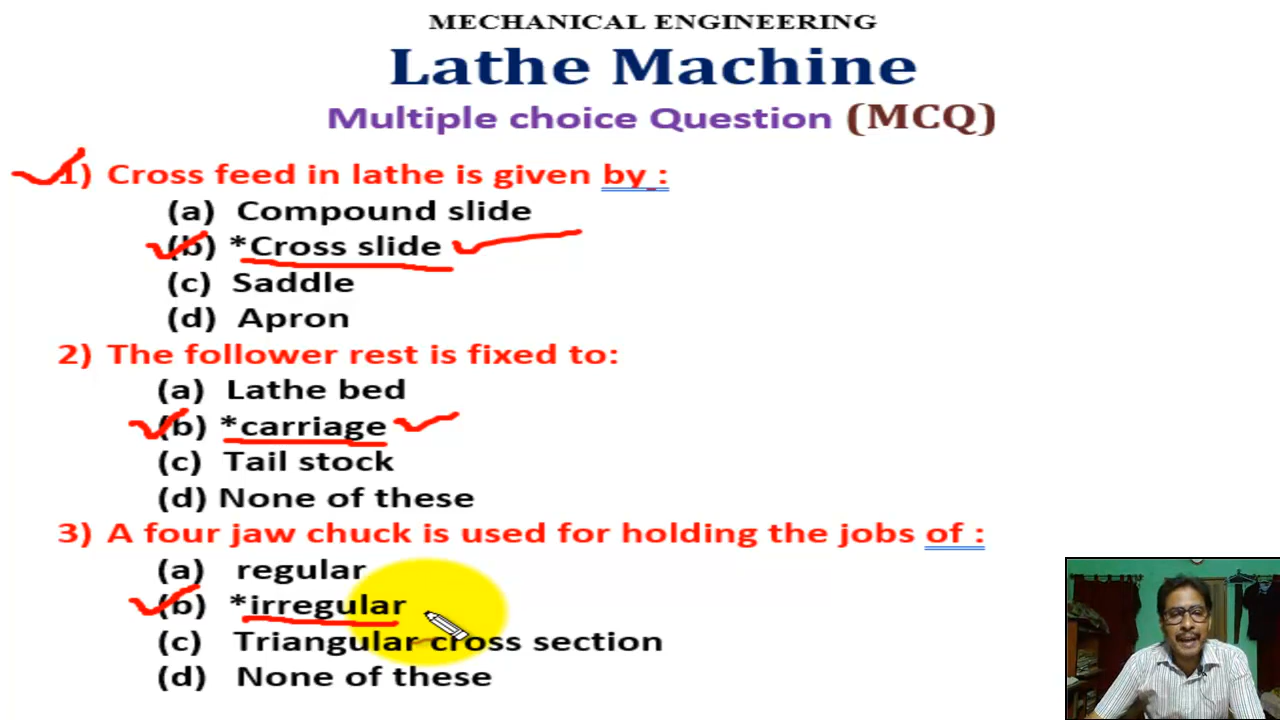 MECHANICAL ENGINEERING
Lathe Machine
Multiple choice Question (MCQ)
1) Cross feed in lathe is given by :
(a) Compound slide
(b) *Cross slide
(c) Saddle
(d) Apron
2) The follower rest is fixed to:
(a) Lathe bed
(b) *carriage
(c) Tail stock
(d) None of these
3) A four jaw chuck is used for holding the jobs of :
(a) regular
(b) *irregular
(c) Triangular cross section
(d) None of these